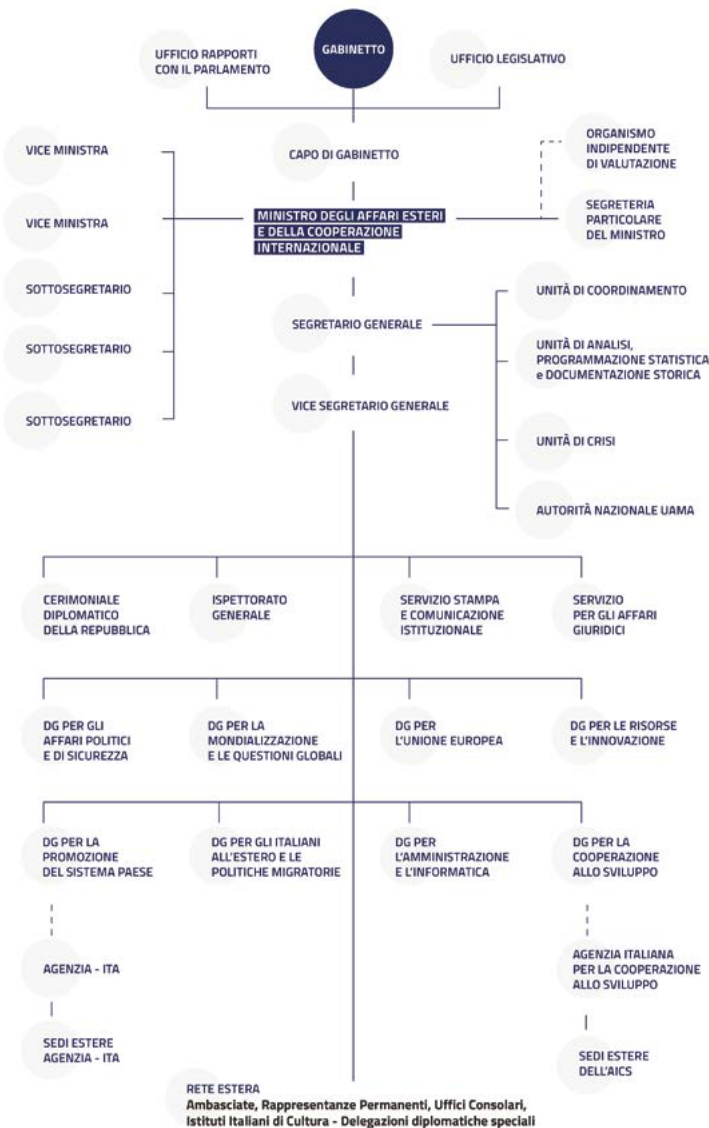 GABINETTO
UFFICIO RAPPORTI
CON IL PARLAMENTO
UFFICIO LEGISLATIVO
VICE MINISTRA
CAPO DI GABINETTO
ORGANISMO
INDIPENDENTE
DI VALUTAZIONE
VICE MINISTRA
MINISTRO DEGLI AFFARI ESTERI
E DELLA COOPERAZIONE
INTERNAZIONALE
SEGRETERIA
PARTICOLARE
DEL MINISTRO
SOTTOSEGRETARIO
UNITÀ DI COORDINAMENTO
SEGRETARIO GENERALE
SOTTOSEGRETARIO
UNITÀ DI ANALISI,
PROGRAMMAZIONE STATISTICA
e DOCUMENTAZIONE STORICA
VICE SEGRETARIO GENERALE
SOTTOSEGRETARIO
UNITÀ DI CRISI
AUTORITÀ NAZIONALE UAMA
CERIMONIALE
DIPLOMATICO
DELLA REPUBBLICA
ISPETTORATO
GENERALE
SERVIZIO STAMPA
E COMUNICAZIONE
ISTITUZIONALE
SERVIZIO
PER GLI AFFARI
GIURIDICI
DG PER GLI
AFFARI POLITICI
E DI SICUREZZA
DG PER LA
MONDIALIZZAZIONE
E LE QUESTIONI GLOBALI
DG PER
L'UNIONE EUROPEA
DG PER LE RISORSE
E L'INNOVAZIONE
DG PER LA
PROMOZIONE
DEL SISTEMA PAESE
DG PER GLI ITALIANI
ALL'ESTERO E LE
POLITICHE MIGRATORIE
DG PER
L'AMMINISTRAZIONE
E L'INFORMATICA
DG PER LA
COOPERAZIONE
ALLO SVILUPPO
AGENZIA - ITA
AGENZIA ITALIANA
PER LA COOPERAZIONE
ALLO SVILUPPO
SEDI ESTERE
AGENZIA - ITA
SEDI ESTERE
DELL'AICS
RETE ESTERA
Ambasciate, Rappresentanze Permanenti, Uffici Consolari,
Istituti Italiani di Cultura - Delegazioni diplomatiche speciali